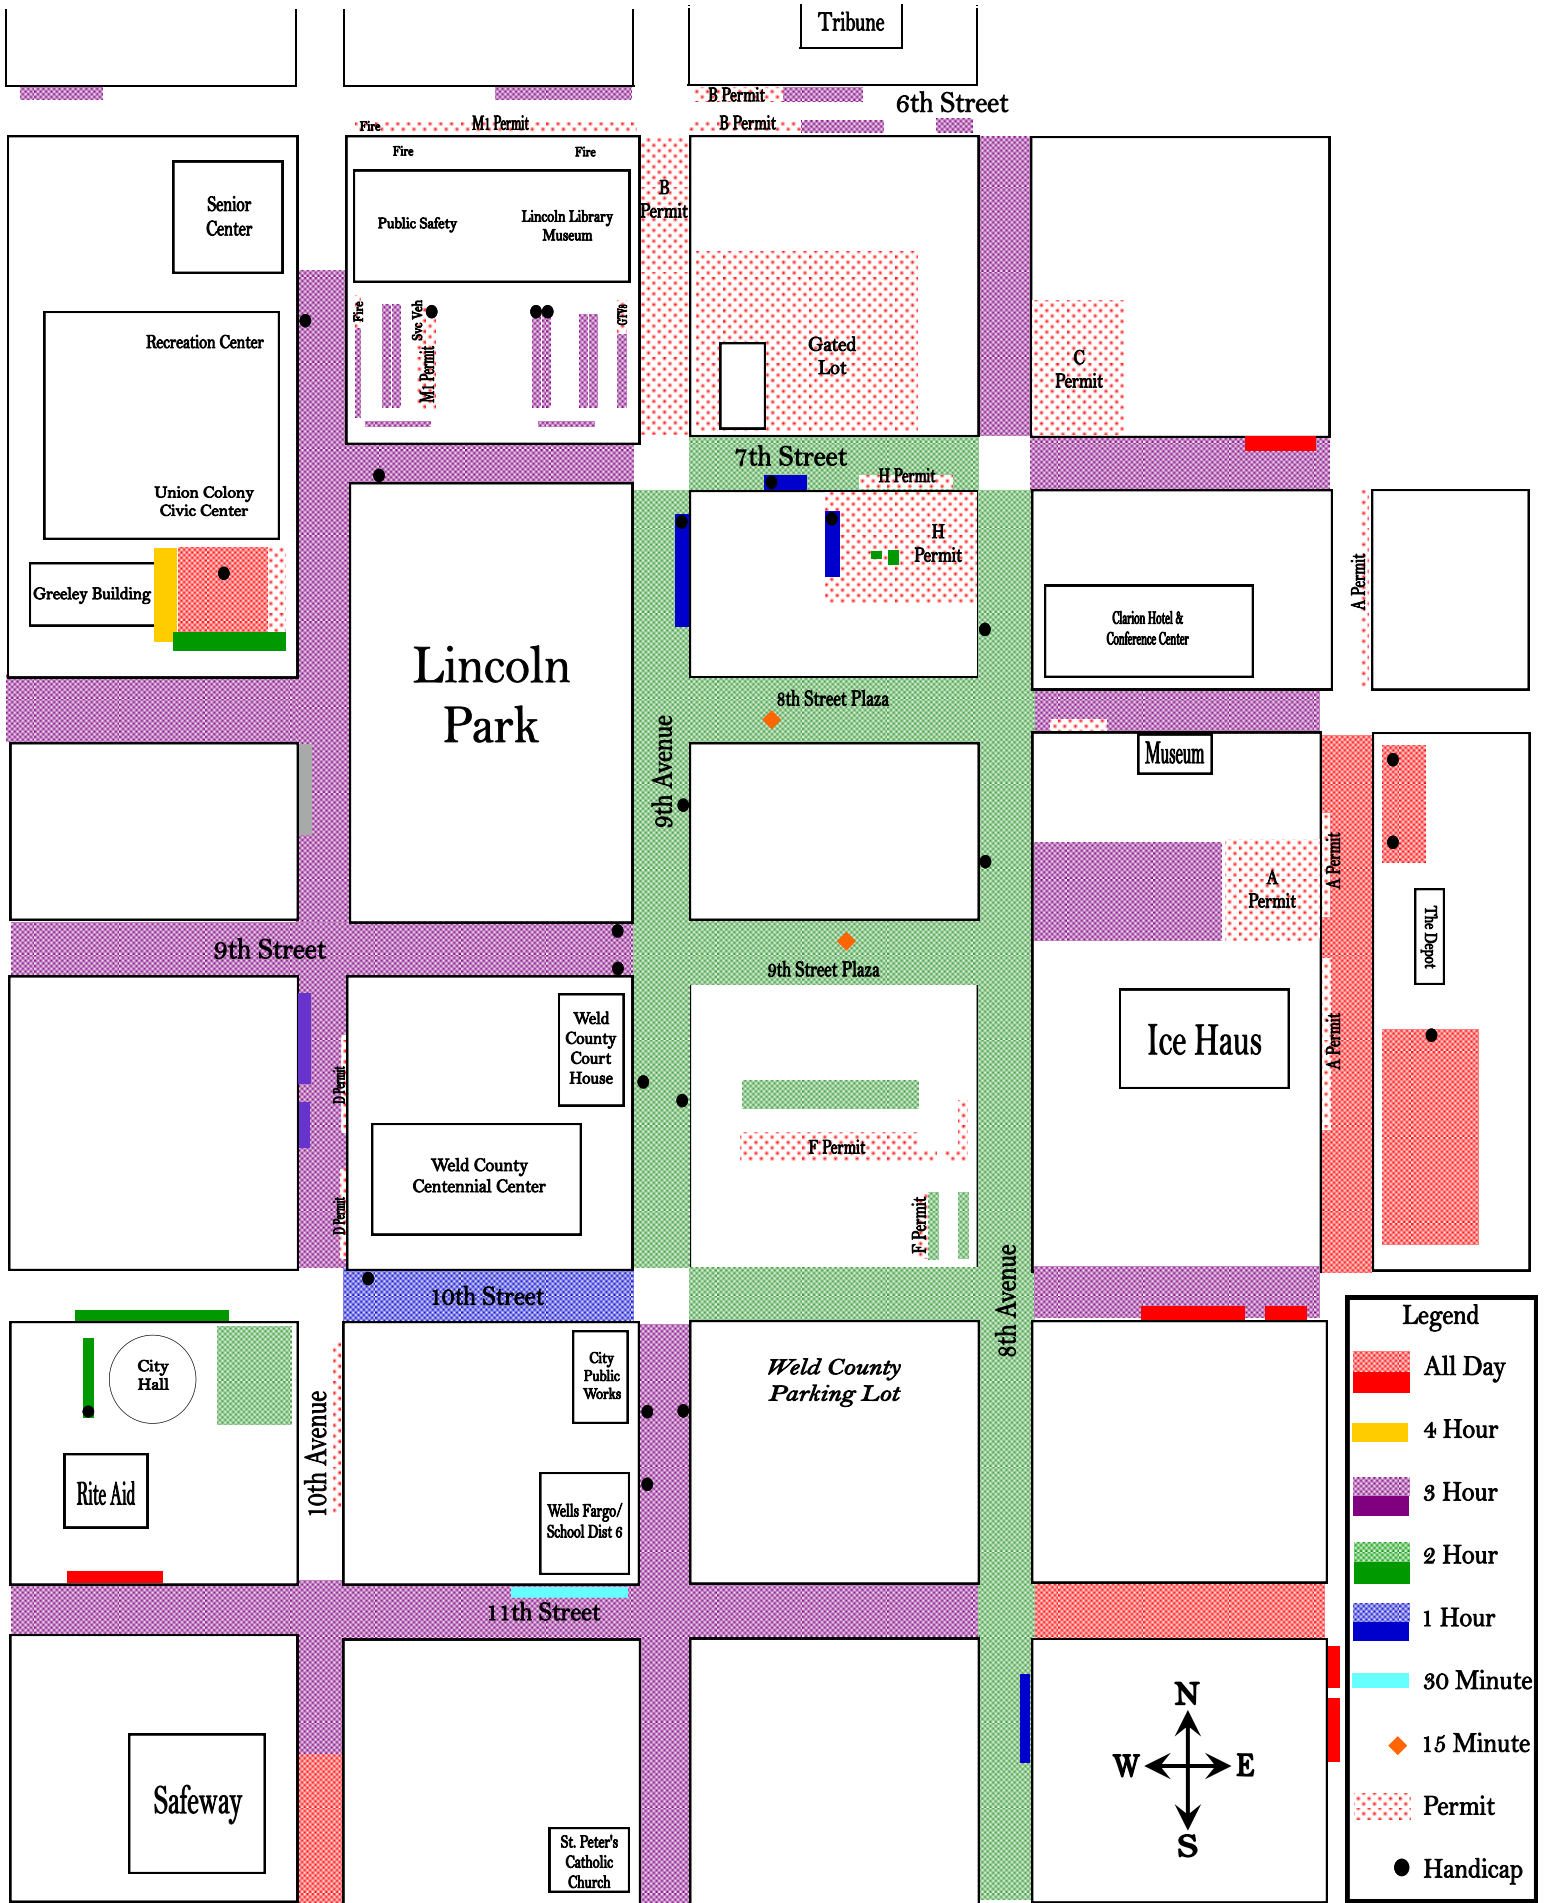 Tribune
B Permit
6th Street
Fire
M1 Permit
B Permit
Fire
Fire
Senior
Center
Public Safety
Lincoln Library
Museum
B
Permit
Recreation Center
Fire
Svc Veh
M1 Permit
GTVs
Gated
Lot
C
Permit
7th Street
H Permit
Union Colony
Civic Center
H
Permit
Greeley Building
A Permit
Clarion Hotel &
Conference Center
Lincoln
Park
8th Street Plaza
9th Avenue
Museum
A Permit
A
Permit
The Depot
9th Street
9th Street Plaza
Weld
County
Court
House
Ice Haus
A Permit
D Permit
F Permit
Weld County
Centennial Center
D Permit
F Permit
10th Street
8th Avenue
City
Hall
City
Public
Works
Weld County
Parking Lot
10th Avenue
Rite Aid
Wells Fargo/
School Dist 6
11th Street
Legend
All Day
4 Hour
3 Hour
2 Hour
1 Hour
30 Minute
15 Minute
Permit
Handicap
N
W
E
S
Safeway
St. Peter's
Catholic
Church